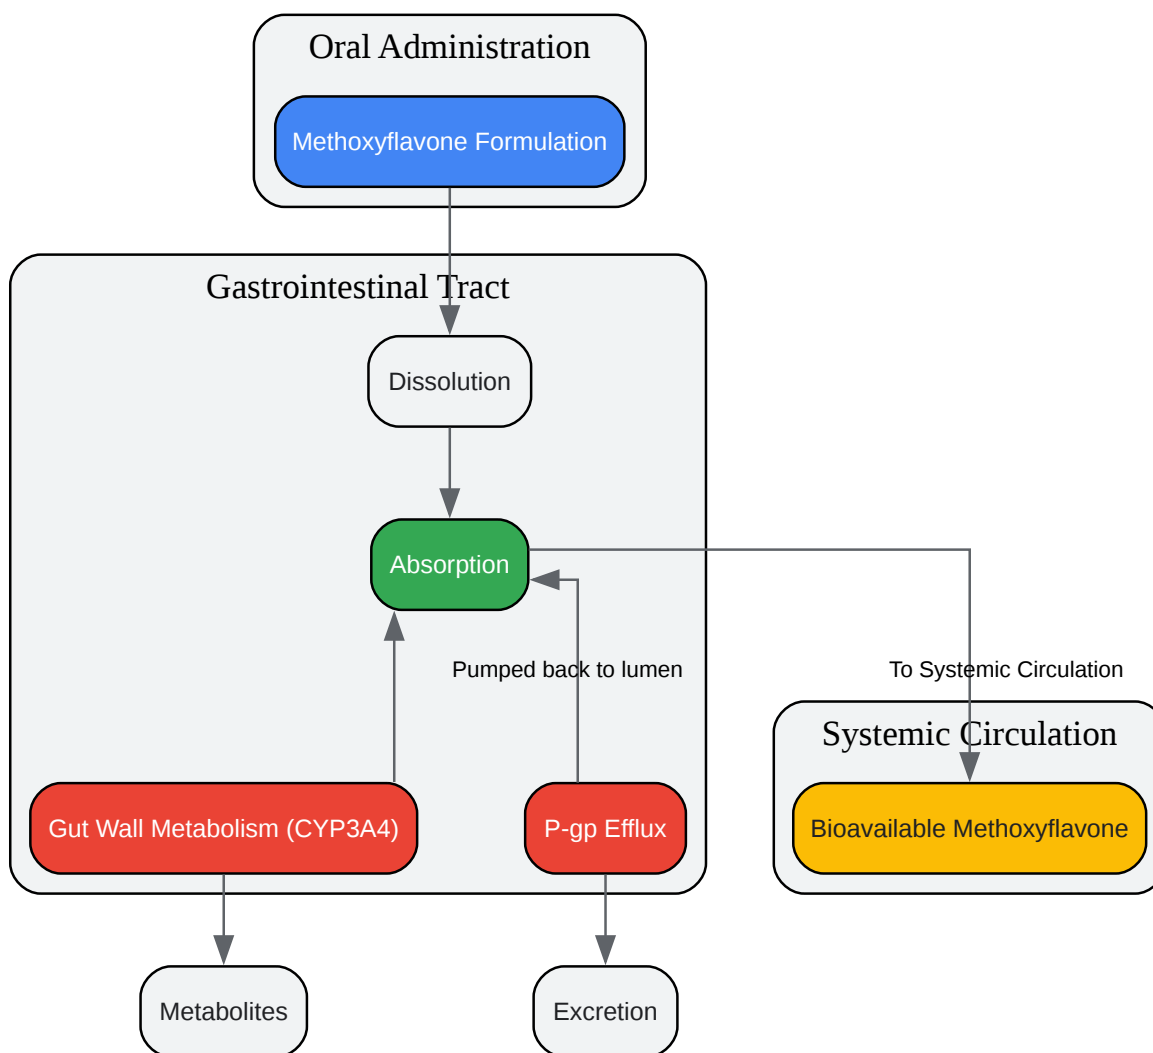 Oral Administration
Methoxyflavone Formulation
Gastrointestinal Tract
Dissolution
Absorption
Pumped back to lumen
To Systemic Circulation
Systemic Circulation
Gut Wall Metabolism (CYP3A4)
P-gp Efflux
Bioavailable Methoxyflavone
Metabolites
Excretion